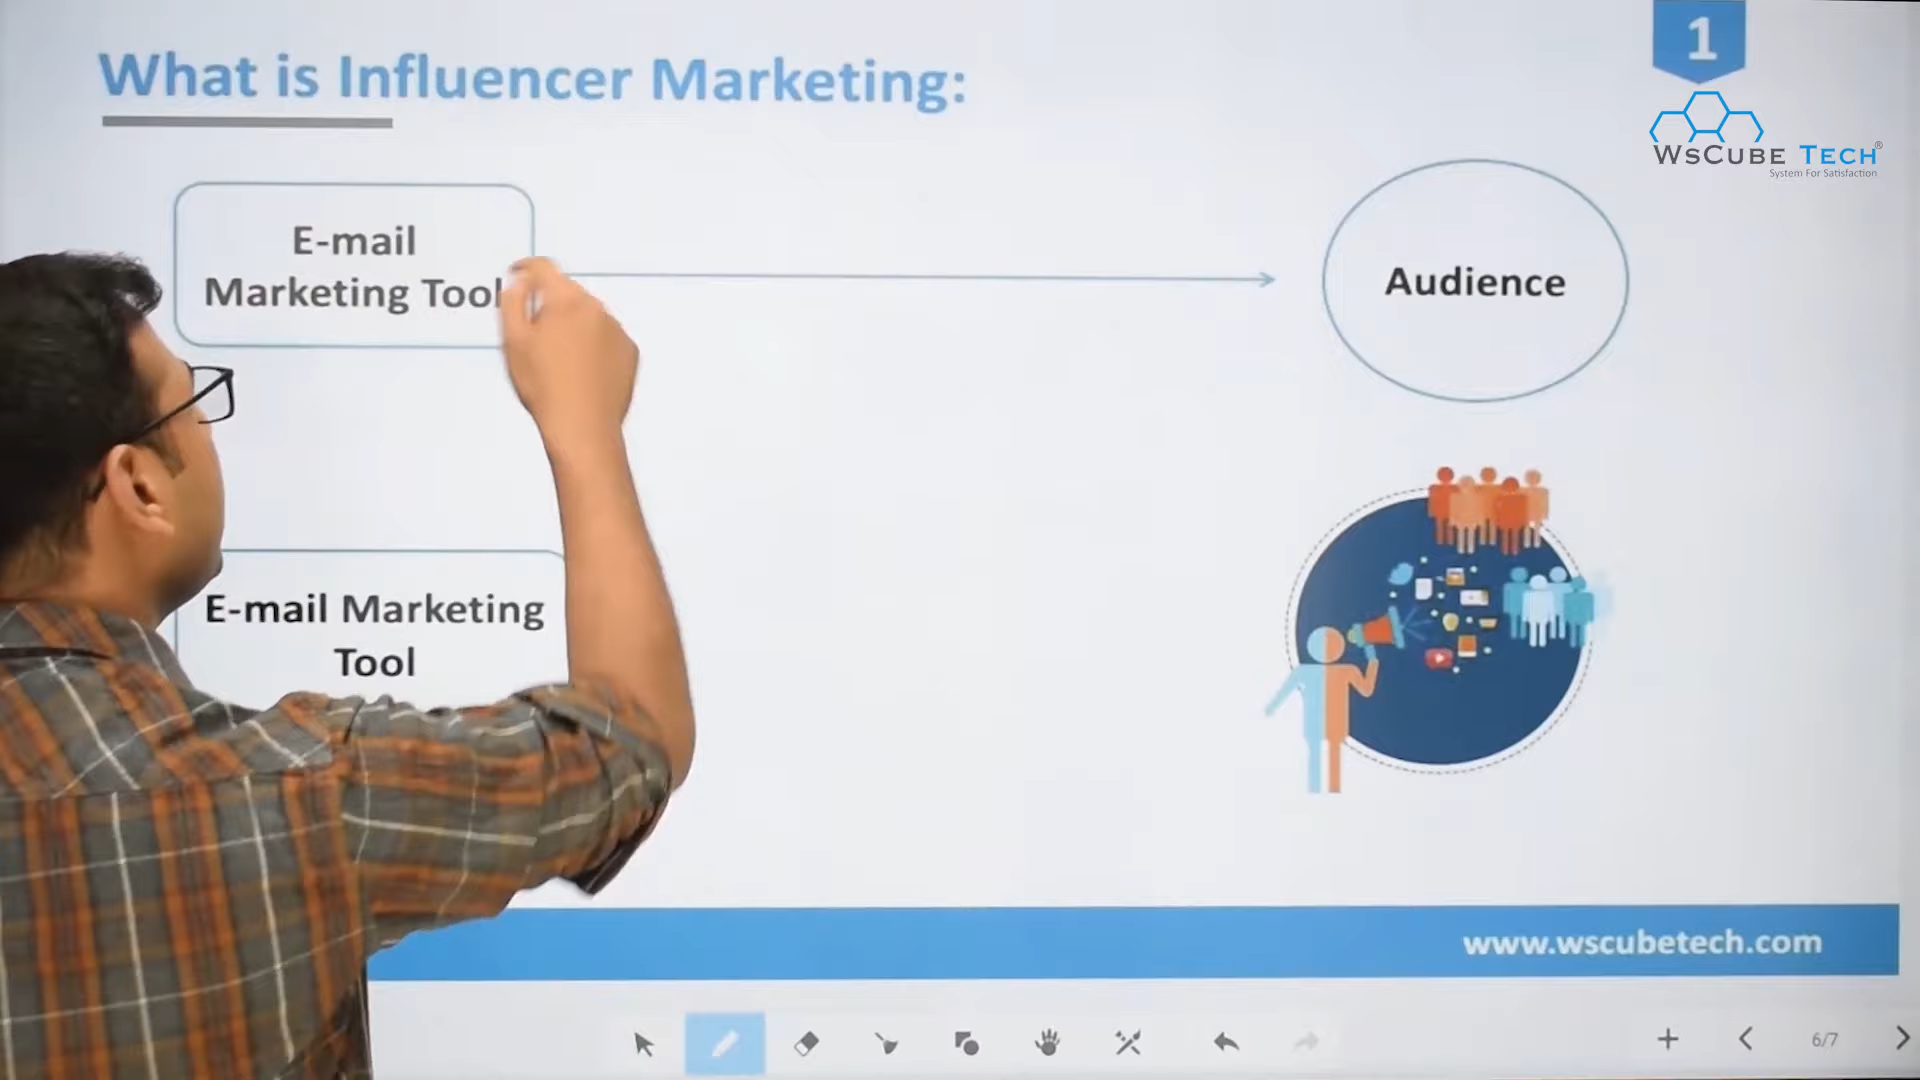 What is Influencer Marketing:
1
WsCube Tech®
System For Satisfaction
E-mail
Marketing Tool
Audience
E-mail Marketing
Tool
www.wscubetech.com
6/7